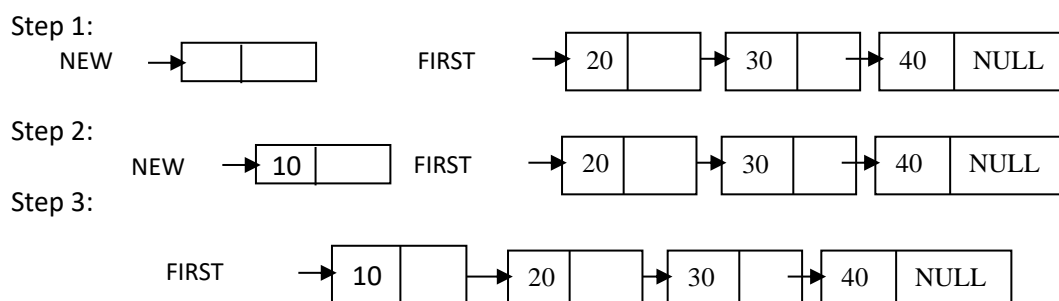 Step 1:
NEW FIRST 20 30 40 NULL
Step 2:
NEW 10 FIRST 20 30 40 NULL
Step 3:
FIRST 10 20 30 40 NULL